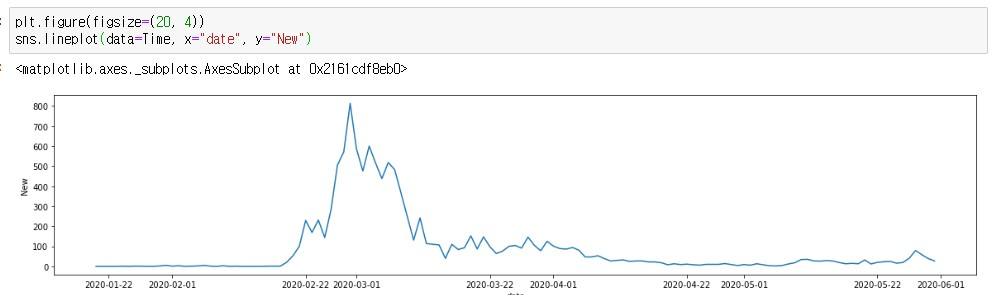 plt.figure(figsize=(20, 4))
sns.lineplot(data=Time, x="date", y="New")
<matplotlib.axes._subplots.AxesSubplot at 0x2161cdf8eb0>
800
700
600
500
400
300
200
100
0
New
2020-01-22 2020-02-01 2020-02-22 2020-03-01 2020-03-22 2020-04-01 2020-04-22 2020-05-01 2020-05-22 2020-06-01